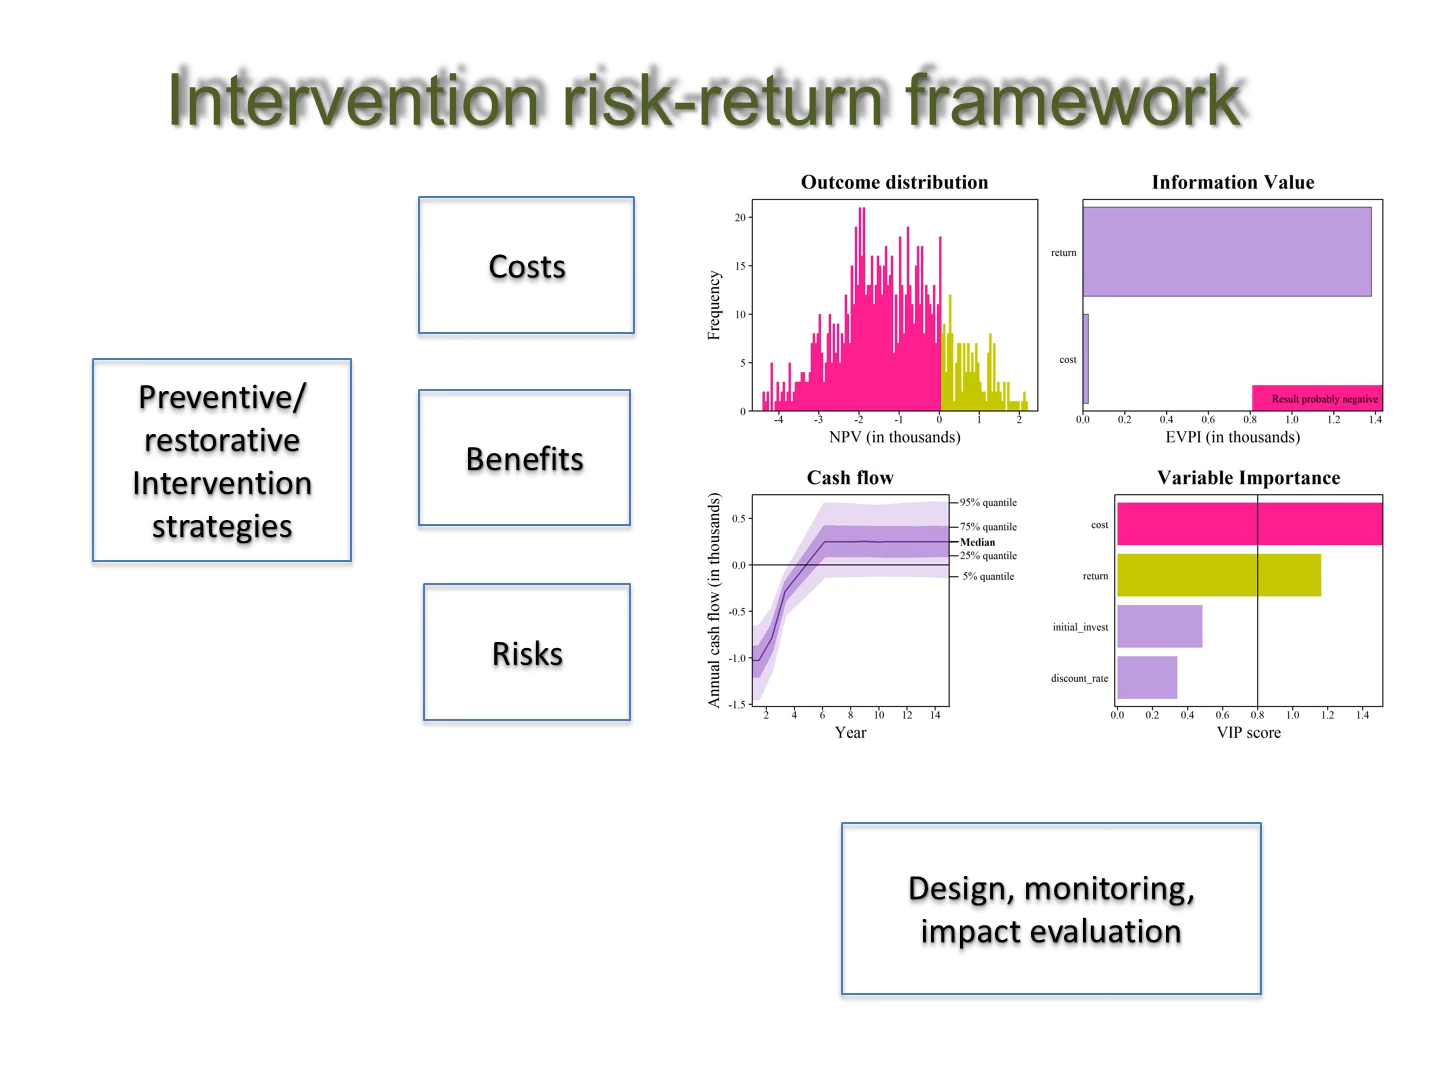 Intervention risk-return framework
Costs
Preventive/
restorative
Intervention
strategies
Benefits
Risks
Outcome distribution
Frequency
20
15
10
5
0
-4 -3 -2 -1 0 1 2
NPV (in thousands)
Information Value
return
cost
Result probably negative
0.0 0.2 0.4 0.6 0.8 1.0 1.2 1.4
EVPI (in thousands)
Cash flow
Annual cash flow (in thousands)
0.5
0.0
-0.5
-1.0
-1.5
95% quantile
75% quantile
Median
25% quantile
5% quantile
2 4 6 8 10 12 14
Year
Variable Importance
cost
return
initial_invest
discount_rate
0.0 0.2 0.4 0.6 0.8 1.0 1.2 1.4
VIP score
Design, monitoring,
impact evaluation